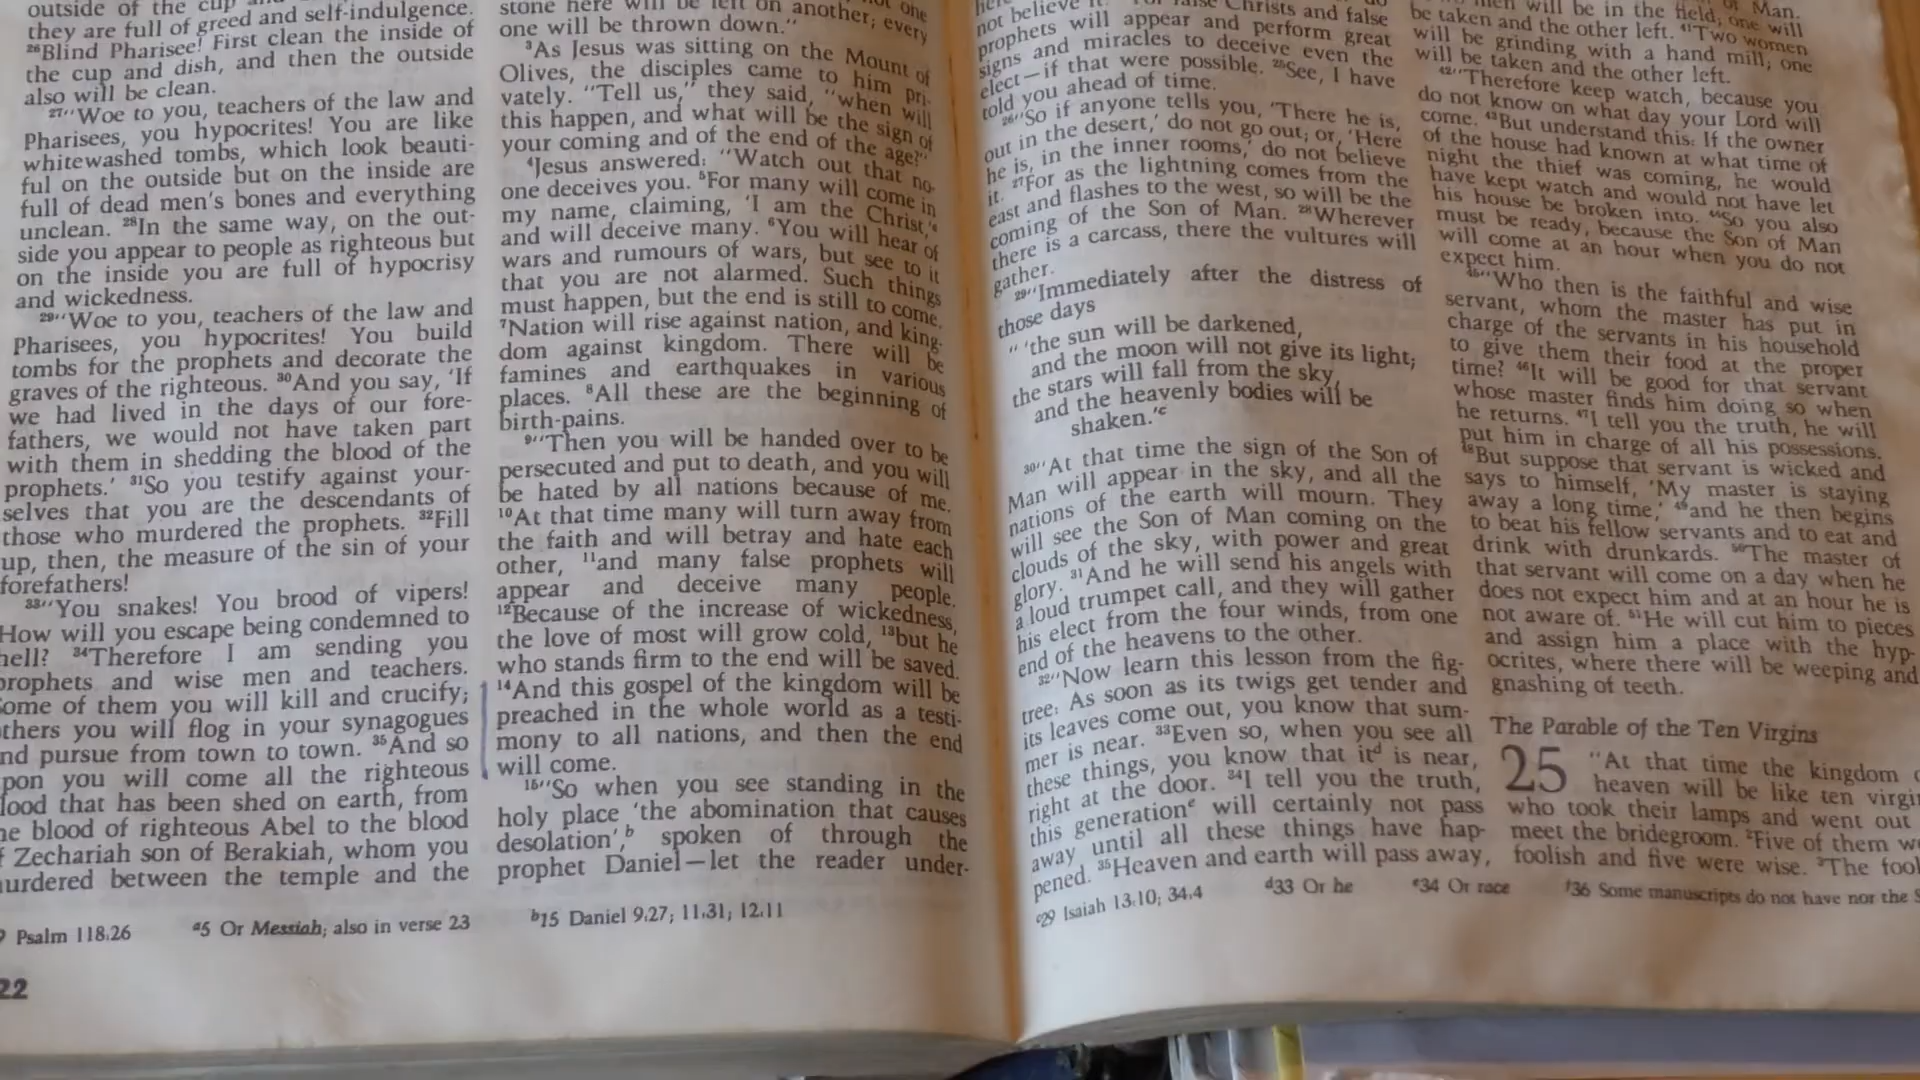 outside of the cup and
they are full of greed and self-indulgence.
²⁶Blind Pharisee! First clean the inside of
the cup and dish, and then the outside
also will be clean.
²⁷"Woe to you, teachers of the law and
Pharisees, you hypocrites! You are like
whitewashed tombs, which look beauti-
ful on the outside but on the inside are
full of dead men's bones and everything
unclean. ²⁸In the same way, on the out-
side you appear to people as righteous but
on the inside you are full of hypocrisy
and wickedness.
²⁹"Woe to you, teachers of the law and
Pharisees, you hypocrites! You build
tombs for the prophets and decorate the
graves of the righteous. ³⁰And you say, 'If
we had lived in the days of our fore-
fathers, we would not have taken part
with them in shedding the blood of the
prophets.' ³¹So you testify against your-
selves that you are the descendants of
those who murdered the prophets. ³²Fill
up, then, the measure of the sin of your
forefathers!
³³"You snakes! You brood of vipers!
How will you escape being condemned to
hell? ³⁴Therefore I am sending you
prophets and wise men and teachers.
Some of them you will kill and crucify;
others you will flog in your synagogues
and pursue from town to town. ³⁵And so
upon you will come all the righteous
blood that has been shed on earth, from
the blood of righteous Abel to the blood
of Zechariah son of Berakiah, whom you
murdered between the temple and the
stone here will be left on another; every
one will be thrown down."
³As Jesus was sitting on the Mount of
Olives, the disciples came to him pri-
vately. "Tell us," they said, "when will
this happen, and what will be the sign of
your coming and of the end of the age?"
⁴Jesus answered: "Watch out that no-
one deceives you. ⁵For many will come in
my name, claiming, 'I am the Christ,'ᵃ
and will deceive many. ⁶You will hear of
wars and rumours of wars, but see to it
that you are not alarmed. Such things
must happen, but the end is still to come.
⁷Nation will rise against nation, and king-
dom against kingdom. There will be
famines and earthquakes in various
places. ⁸All these are the beginning of
birth-pains.
⁹"Then you will be handed over to be
persecuted and put to death, and you will
be hated by all nations because of me.
¹⁰At that time many will turn away from
the faith and will betray and hate each
other, ¹¹and many false prophets will
appear and deceive many people.
¹²Because of the increase of wickedness,
the love of most will grow cold, ¹³but he
who stands firm to the end will be saved.
¹⁴And this gospel of the kingdom will be
preached in the whole world as a testi-
mony to all nations, and then the end
will come.
¹⁵"So when you see standing in the
holy place 'the abomination that causes
desolation',ᵇ spoken of through the
prophet Daniel—let the reader under-
Psalm 118.26 ᵃ5 Or Messiah; also in verse 23 ᵇ15 Daniel 9.27; 11.31; 12.11
22
not believe it. Christs and false
prophets will appear and perform great
signs and miracles to deceive even the
elect—if that were possible. ²⁵See, I have
told you ahead of time.
²⁶"So if anyone tells you, 'There he is,
out in the desert,' do not go out; or, 'Here
he is, in the inner rooms,' do not believe
it. ²⁷For as the lightning comes from the
east and flashes to the west, so will be the
coming of the Son of Man. ²⁸Wherever
there is a carcass, there the vultures will
gather.
²⁹"Immediately after the distress of
those days
" 'the sun will be darkened,
and the moon will not give its light;
the stars will fall from the sky,
and the heavenly bodies will be
shaken.'ᶜ
³⁰"At that time the sign of the Son of
Man will appear in the sky, and all the
nations of the earth will mourn. They
will see the Son of Man coming on the
clouds of the sky, with power and great
glory. ³¹And he will send his angels with
a loud trumpet call, and they will gather
his elect from the four winds, from one
end of the heavens to the other.
³²"Now learn this lesson from the fig-
tree: As soon as its twigs get tender and
its leaves come out, you know that sum-
mer is near. ³³Even so, when you see all
these things, you know that itᵈ is near,
right at the door. ³⁴I tell you the truth,
this generationᵉ will certainly not pass
away until all these things have hap-
pened. ³⁵Heaven and earth will pass away,
of Man.
men will be in the field; one will
be taken and the other left. ⁴¹Two women
will be grinding with a hand mill; one
will be taken and the other left.
⁴²"Therefore keep watch, because you
do not know on what day your Lord will
come. ⁴³But understand this: If the owner
of the house had known at what time of
night the thief was coming, he would
have kept watch and would not have let
his house be broken into. ⁴⁴So you also
must be ready, because the Son of Man
will come at an hour when you do not
expect him.
⁴⁵"Who then is the faithful and wise
servant, whom the master has put in
charge of the servants in his household
to give them their food at the proper
time? ⁴⁶It will be good for that servant
whose master finds him doing so when
he returns. ⁴⁷I tell you the truth, he will
put him in charge of all his possessions.
⁴⁸But suppose that servant is wicked and
says to himself, 'My master is staying
away a long time,' ⁴⁹and he then begins
to beat his fellow servants and to eat and
drink with drunkards. ⁵⁰The master of
that servant will come on a day when he
does not expect him and at an hour he is
not aware of. ⁵¹He will cut him to pieces
and assign him a place with the hyp-
ocrites, where there will be weeping and
gnashing of teeth.
The Parable of the Ten Virgins
25 "At that time the kingdom
heaven will be like ten virgi
who took their lamps and went out
meet the bridegroom. ²Five of them we
foolish and five were wise. ³The fool
ᶜ29 Isaiah 13.10; 34.4 ᵈ33 Or he ᵉ34 Or race ᶠ36 Some manuscripts do not have nor the S